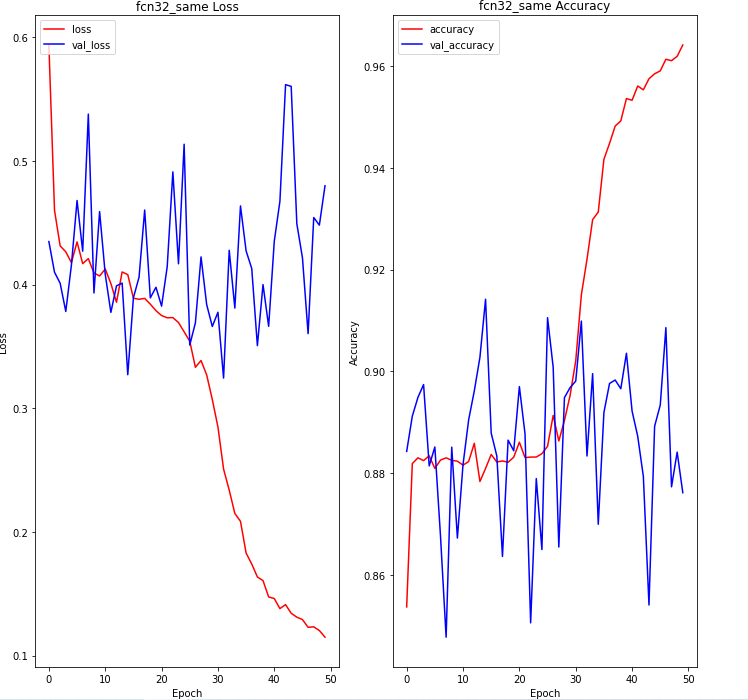 fcn32_same Loss
loss
val_loss
0.6
0.5
0.4
0.3
0.2
0.1
Loss
0
10
20
30
40
50
Epoch
fcn32_same Accuracy
accuracy
val_accuracy
0.96
0.94
0.92
0.90
0.88
0.86
Accuracy
0
10
20
30
40
50
Epoch